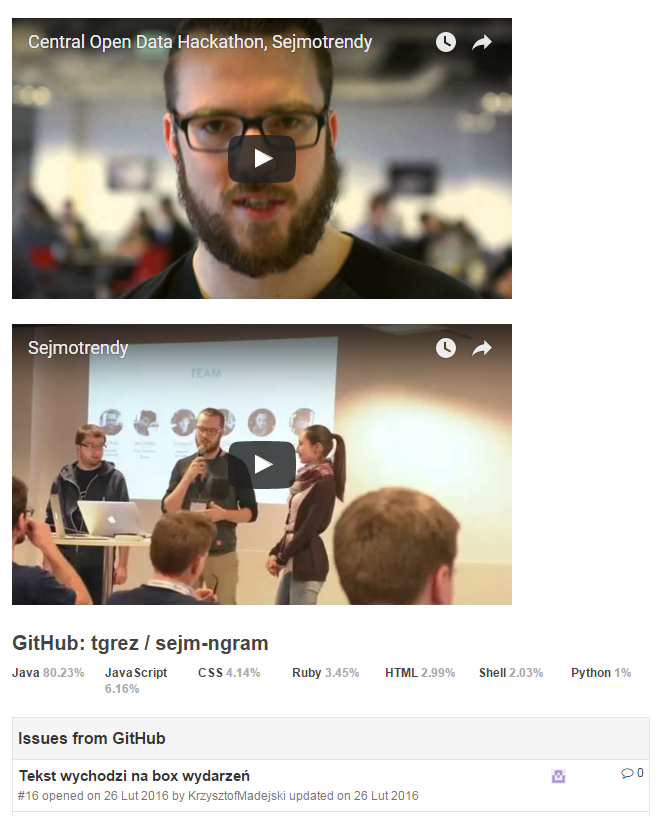 Central Open Data Hackathon, Sejmotrendy
Sejmotrendy
TEAM
GitHub: tgrez / sejm-ngram
Java 80.23% JavaScript 6.16% CSS 4.14% Ruby 3.45% HTML 2.99% Shell 2.03% Python 1%
Issues from GitHub
Tekst wychodzi na box wydarzeń 0
#16 opened on 26 Lut 2016 by KrzysztofMadejski updated on 26 Lut 2016